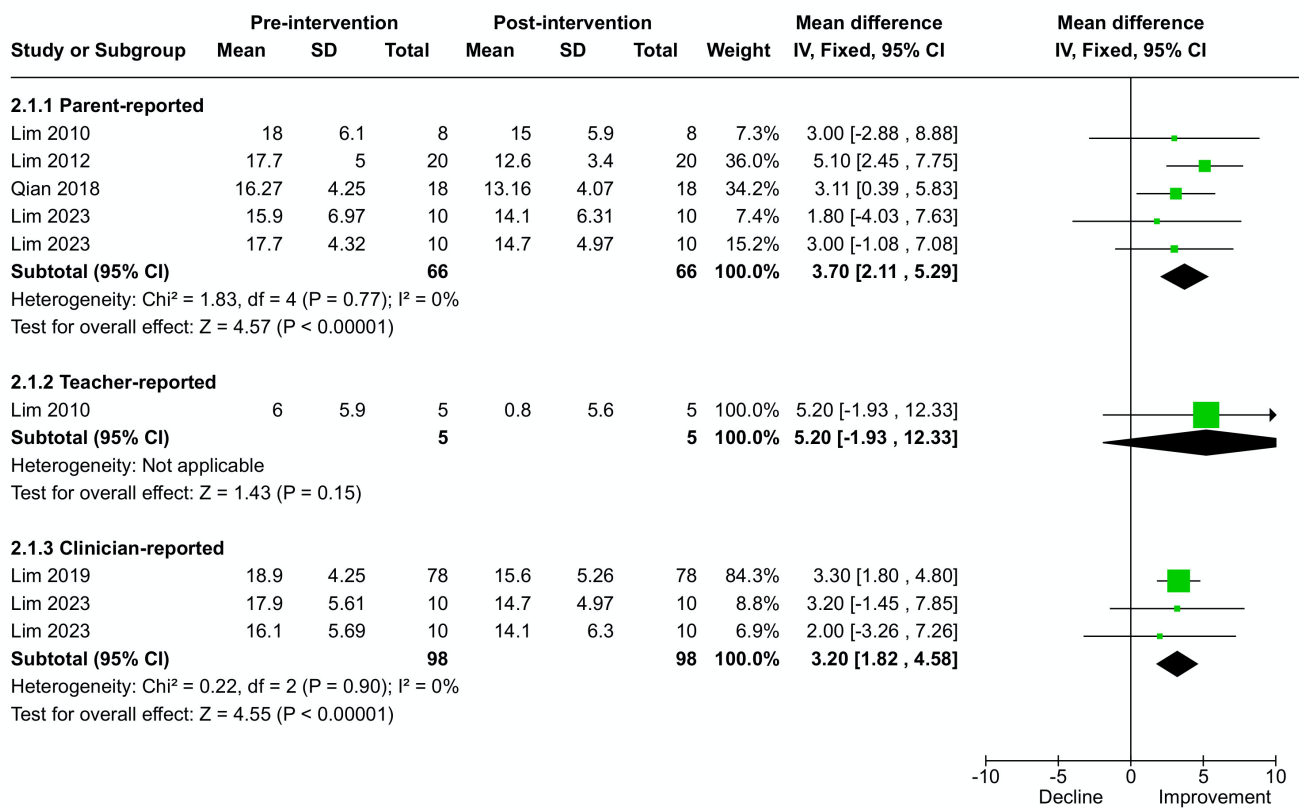 Pre-intervention Post-intervention Mean difference Mean difference
Study or Subgroup Mean SD Total Mean SD Total Weight IV, Fixed, 95% CI IV, Fixed, 95% CI
2.1.1 Parent-reported
Lim 2010 18 6.1 8 15 5.9 8 7.3% 3.00 [-2.88 , 8.88]
Lim 2012 17.7 5 20 12.6 3.4 20 36.0% 5.10 [2.45 , 7.75]
Qian 2018 16.27 4.25 18 13.16 4.07 18 34.2% 3.11 [0.39 , 5.83]
Lim 2023 15.9 6.97 10 14.1 6.31 10 7.4% 1.80 [-4.03 , 7.63]
Lim 2023 17.7 4.32 10 14.7 4.97 10 15.2% 3.00 [-1.08 , 7.08]
Subtotal (95% CI) 66 66 100.0% 3.70 [2.11 , 5.29]
Heterogeneity: Chi² = 1.83, df = 4 (P = 0.77); I² = 0%
Test for overall effect: Z = 4.57 (P < 0.00001)
2.1.2 Teacher-reported
Lim 2010 6 5.9 5 0.8 5.6 5 100.0% 5.20 [-1.93 , 12.33]
Subtotal (95% CI) 5 5 100.0% 5.20 [-1.93 , 12.33]
Heterogeneity: Not applicable
Test for overall effect: Z = 1.43 (P = 0.15)
2.1.3 Clinician-reported
Lim 2019 18.9 4.25 78 15.6 5.26 78 84.3% 3.30 [1.80 , 4.80]
Lim 2023 17.9 5.61 10 14.7 4.97 10 8.8% 3.20 [-1.45 , 7.85]
Lim 2023 16.1 5.69 10 14.1 6.3 10 6.9% 2.00 [-3.26 , 7.26]
Subtotal (95% CI) 98 98 100.0% 3.20 [1.82 , 4.58]
Heterogeneity: Chi² = 0.22, df = 2 (P = 0.90); I² = 0%
Test for overall effect: Z = 4.55 (P < 0.00001)
-10 -5 0 5 10
Decline Improvement